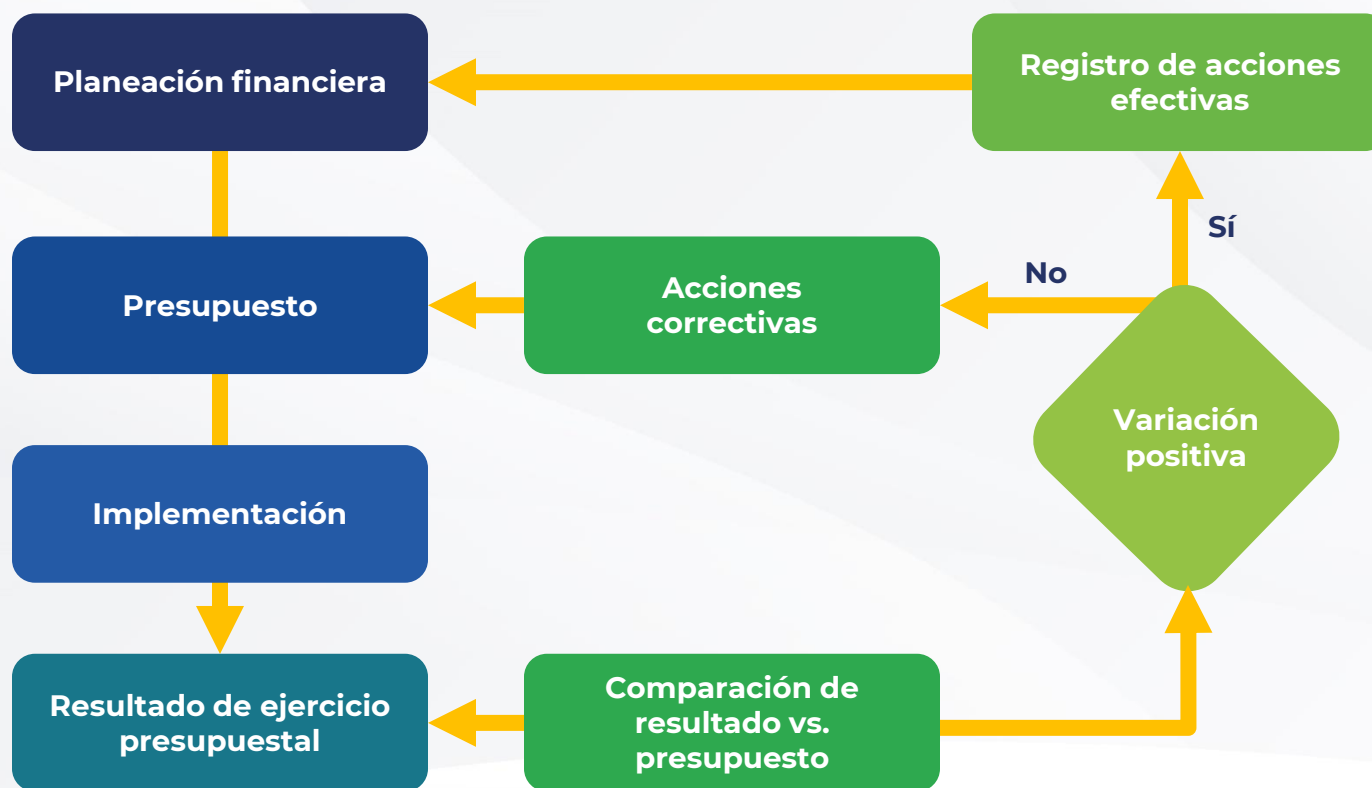 Planeación financiera
Registro de acciones
efectivas
Sí
No
Presupuesto
Acciones
correctivas
Variación
positiva
Implementación
Resultado de ejercicio
presupuestal
Comparación de
resultado vs.
presupuesto